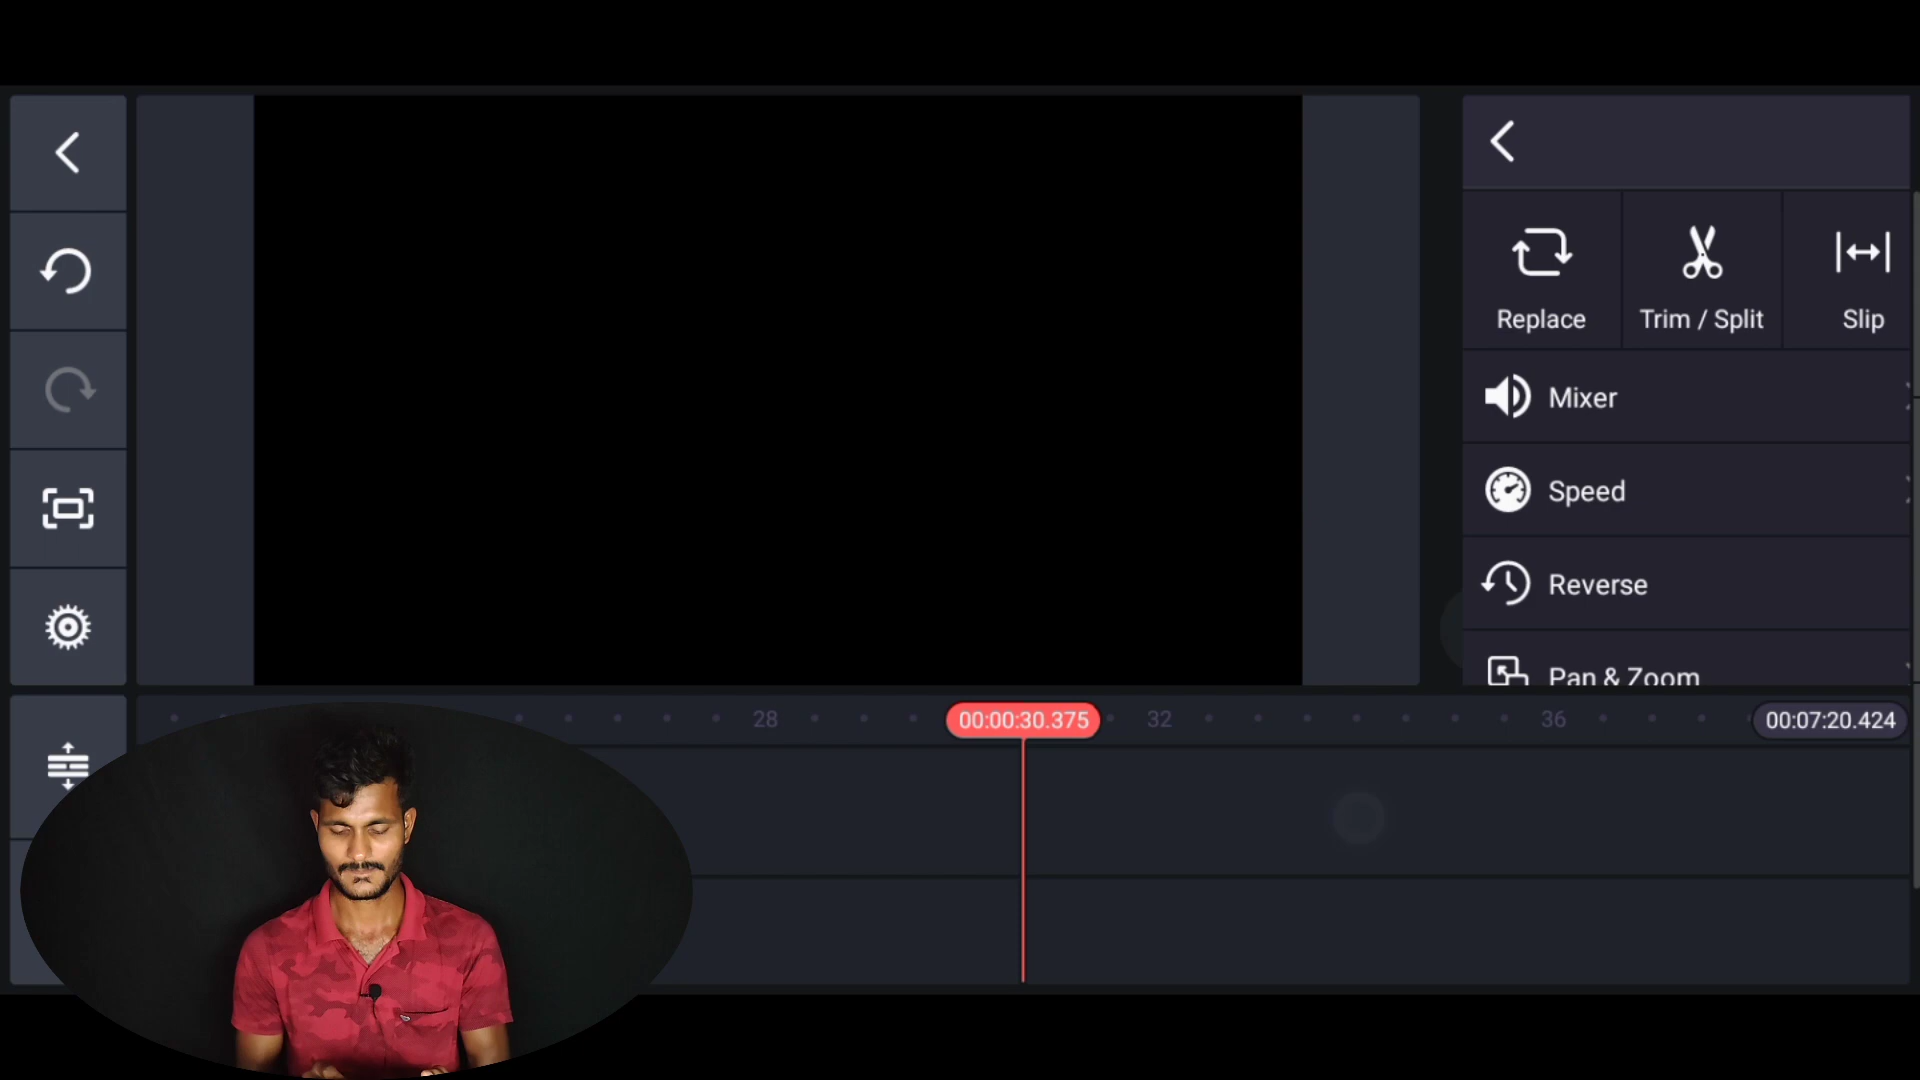 Replace
Trim / Split
Slip
Mixer
Speed
Reverse
Pan & Zoom
28
00:00:30.375
32
36
00:07:20.424